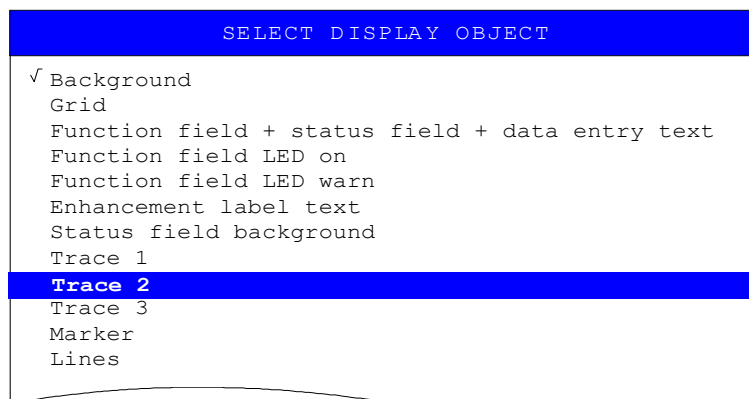 SELECT DISPLAY OBJECT
√ Background
Grid
Function field + status field + data entry text
Function field LED on
Function field LED warn
Enhancement label text
Status field background
Trace 1
Trace 2
Trace 3
Marker
Lines